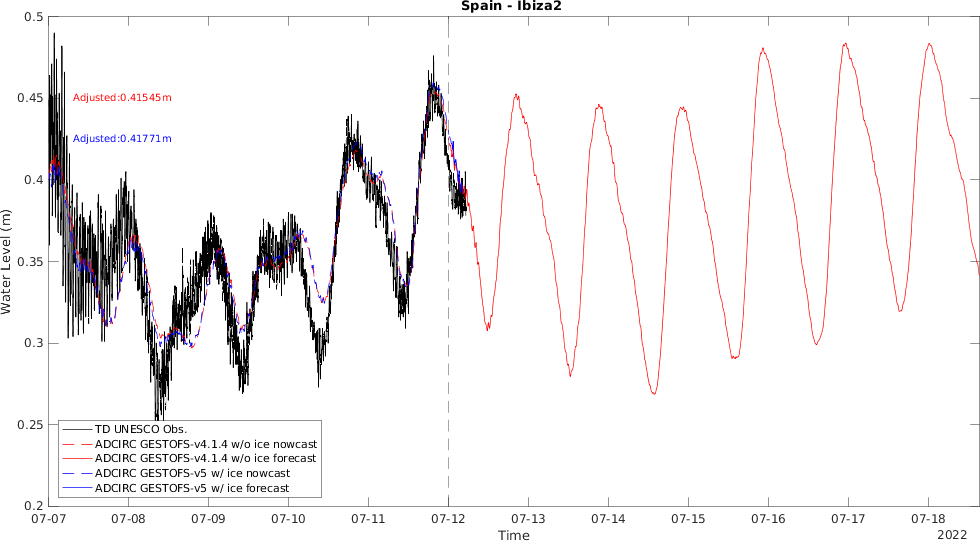 Spain - Ibiza2
0.5
0.45
0.4
0.35
0.3
0.25
0.2
Water Level (m)
Adjusted:0.41545m
Adjusted:0.41771m
TD UNESCO Obs.
ADCIRC GESTOFS-v4.1.4 w/o ice nowcast
ADCIRC GESTOFS-v4.1.4 w/o ice forecast
ADCIRC GESTOFS-v5 w/ ice nowcast
ADCIRC GESTOFS-v5 w/ ice forecast
07-07 07-08 07-09 07-10 07-11 07-12 07-13 07-14 07-15 07-16 07-17 07-18
Time
2022